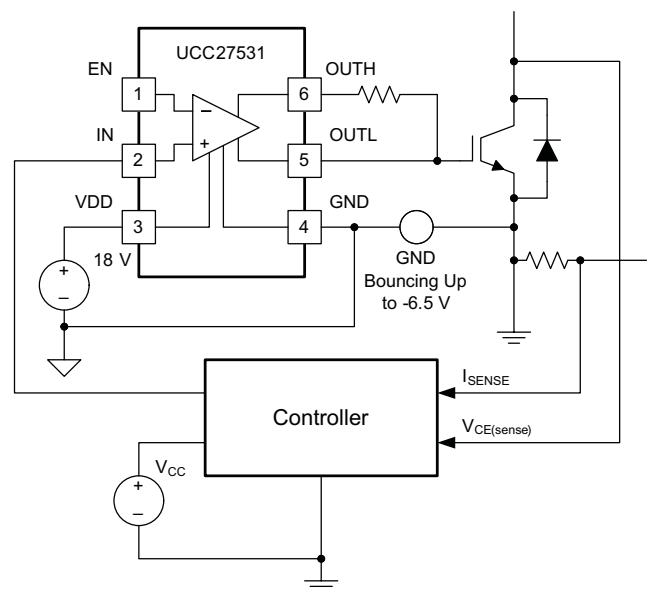 UCC27531
EN
OUTH
1
6
−
IN
+
OUTL
2
5
VDD
GND
3
4
18 V
+
−
GND
Bouncing Up
to -6.5 V
ISENSE
Controller
VCE(sense)
VCC
+
−